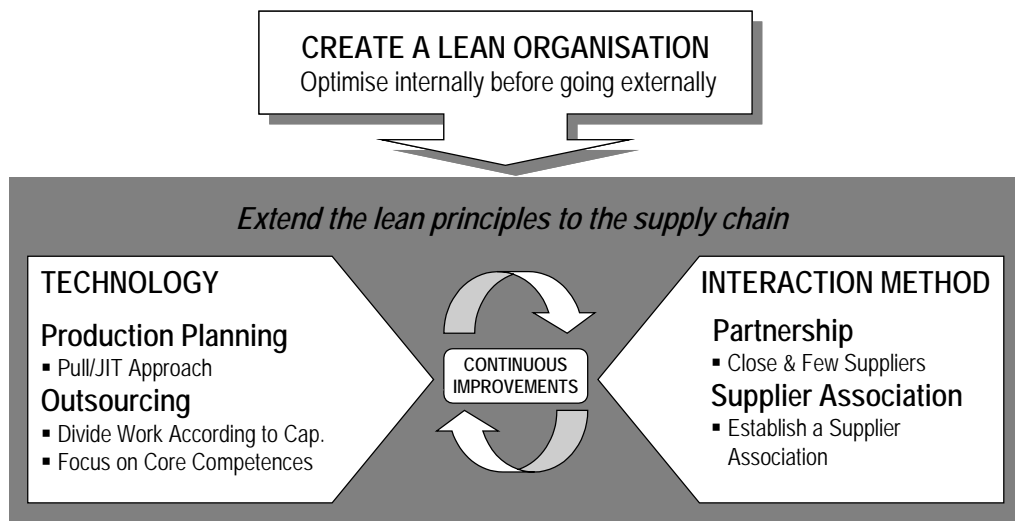 CREATE A LEAN ORGANISATION
Optimise internally before going externally
Extend the lean principles to the supply chain
TECHNOLOGY
Production Planning
▪ Pull/JIT Approach
Outsourcing
▪ Divide Work According to Cap.
▪ Focus on Core Competences
CONTINUOUS
IMPROVEMENTS
INTERACTION METHOD
Partnership
▪ Close & Few Suppliers
Supplier Association
▪ Establish a Supplier
Association